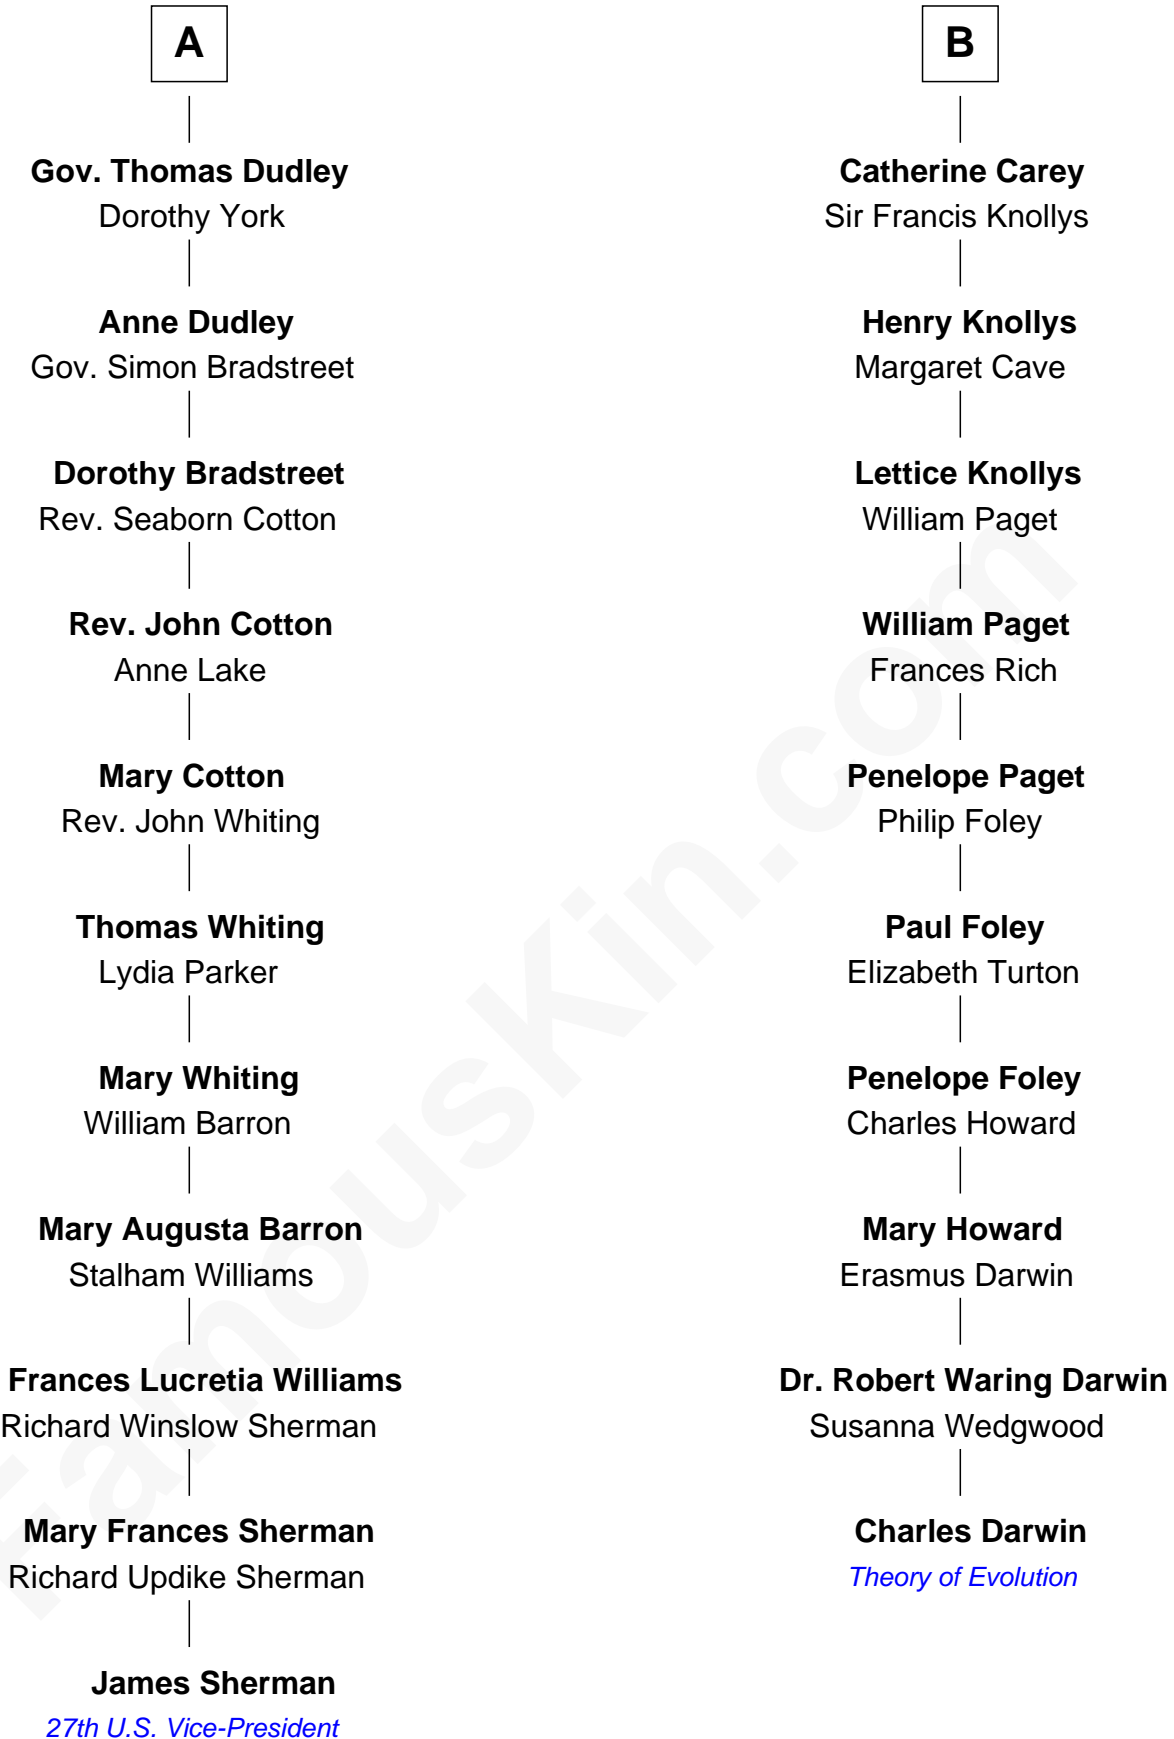 A
Gov. Thomas Dudley
Dorothy York
Anne Dudley
Gov. Simon Bradstreet
Dorothy Bradstreet
Rev. Seaborn Cotton
Rev. John Cotton
Anne Lake
Mary Cotton
Rev. John Whiting
Thomas Whiting
Lydia Parker
Mary Whiting
William Barron
Mary Augusta Barron
Stalham Williams
Frances Lucretia Williams
Richard Winslow Sherman
Mary Frances Sherman
Richard Updike Sherman
James Sherman
27th U.S. Vice-President
B
Catherine Carey
Sir Francis Knollys
Henry Knollys
Margaret Cave
Lettice Knollys
William Paget
William Paget
Frances Rich
Penelope Paget
Philip Foley
Paul Foley
Elizabeth Turton
Penelope Foley
Charles Howard
Mary Howard
Erasmus Darwin
Dr. Robert Waring Darwin
Susanna Wedgwood
Charles Darwin
Theory of Evolution
FamousKin.com